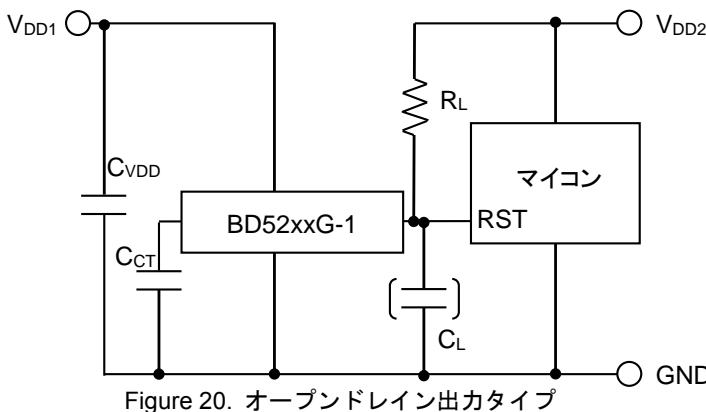 VDD1
VDD2
RL
CVDD
マイコン
BD52xxG-1
RST
CCT
CL
GND
Figure 20. オープンドレイン出力タイプ